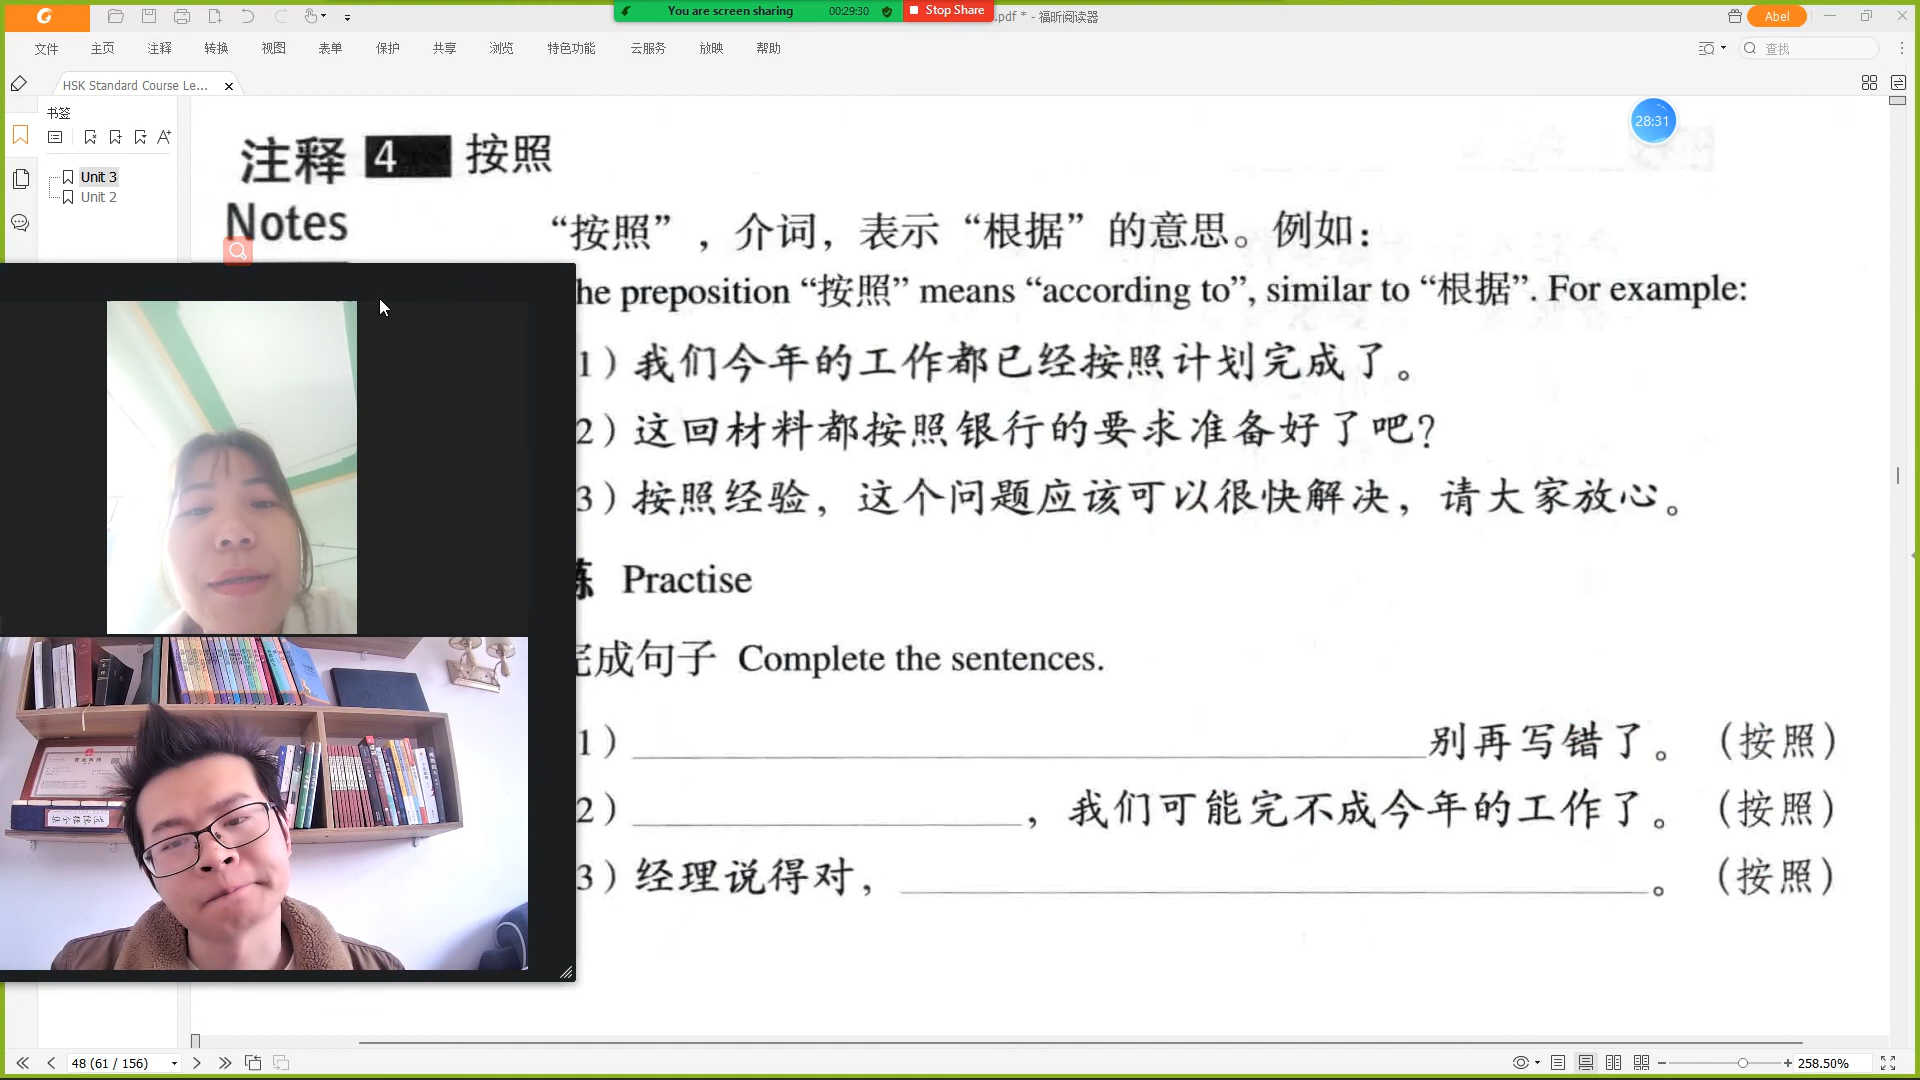 You are screen sharing
00:29:30
Stop Share
.pdf * - 福昕阅读器
Abel
文件 主页 注释 转换 视图 表单 保护 共享 浏览 特色功能 云服务 放映 帮助
查找
HSK Standard Course Le...
书签
Unit 3
Unit 2
28:31
注释 4 按照
Notes
“按照”，介词，表示“根据”的意思。例如：
he preposition “按照” means “according to”, similar to “根据”. For example:
1）我们今年的工作都已经按照计划完成了。
2）这回材料都按照银行的要求准备好了吧？
3）按照经验，这个问题应该可以很快解决，请大家放心。
练 Practise
完成句子 Complete the sentences.
1）____别再写错了。（按照）
2）____，我们可能完不成今年的工作了。（按照）
3）经理说得对，____。（按照）
48 (61 / 156)
258.50%